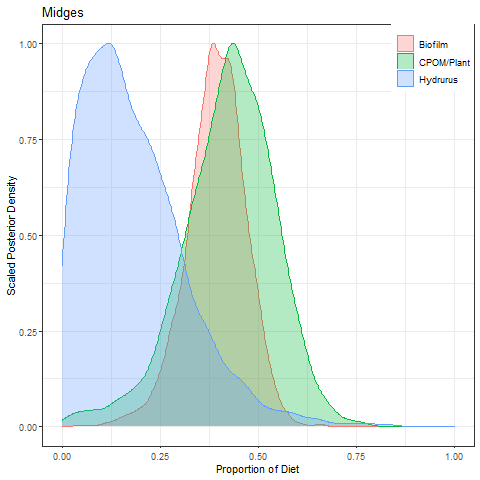 Midges
Biofilm
CPOM/Plant
Hydrurus
Scaled Posterior Density
1.00
0.75
0.50
0.25
0.00
0.00 0.25 0.50 0.75 1.00
Proportion of Diet